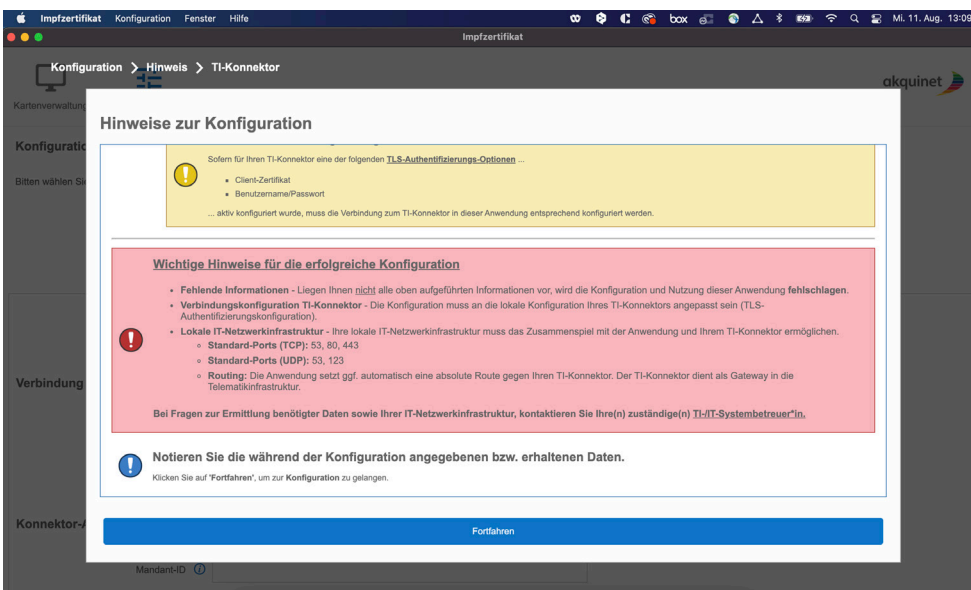 Impfzertifikat Konfiguration Fenster Hilfe box Mi. 11. Aug. 13:09
Impfzertifikat
Konfiguration Hinweis TI-Konnektor
akquinet
Kartenverwaltung
Hinweise zur Konfiguration
Bitten wählen Sie
Sofern für Ihren TI-Konnektor eine der folgenden TLS-Authentifizierungs-Optionen ...
Client-Zertifikat
Benutzername/Passwort
... aktiv konfiguriert wurde, muss die Verbindung zum TI-Konnektor in dieser Anwendung entsprechend konfiguriert werden.
Wichtige Hinweise für die erfolgreiche Konfiguration
Fehlende Informationen - Liegen Ihnen nicht alle oben aufgeführten Informationen vor, wird die Konfiguration und Nutzung dieser Anwendung fehlschlagen.
Verbindungskonfiguration TI-Konnektor - Die Konfiguration muss an die lokale Konfiguration Ihres TI-Konnektors angepasst sein (TLS-
Authentifizierungskonfiguration).
Lokale IT-Netzwerkinfrastruktur - Ihre lokale IT-Netzwerkinfrastruktur muss das Zusammenspiel mit der Anwendung und Ihrem TI-Konnektor ermöglichen.
Standard-Ports (TCP): 53, 80, 443
Standard-Ports (UDP): 53, 123
Routing: Die Anwendung setzt ggf. automatisch eine absolute Route gegen Ihren TI-Konnektor. Der TI-Konnektor dient als Gateway in die
Telematikinfrastruktur.
Verbindung
Bei Fragen zur Ermittlung benötigter Daten sowie Ihrer IT-Netzwerkinfrastruktur, kontaktieren Sie Ihre(n) zuständige(n) TI-/IT-Systembetreuer*in.
Notieren Sie die während der Konfiguration angegebenen bzw. erhaltenen Daten.
Klicken Sie auf 'Fortfahren', um zur Konfiguration zu gelangen.
Konnektor-A
Fortfahren
Mandant-ID